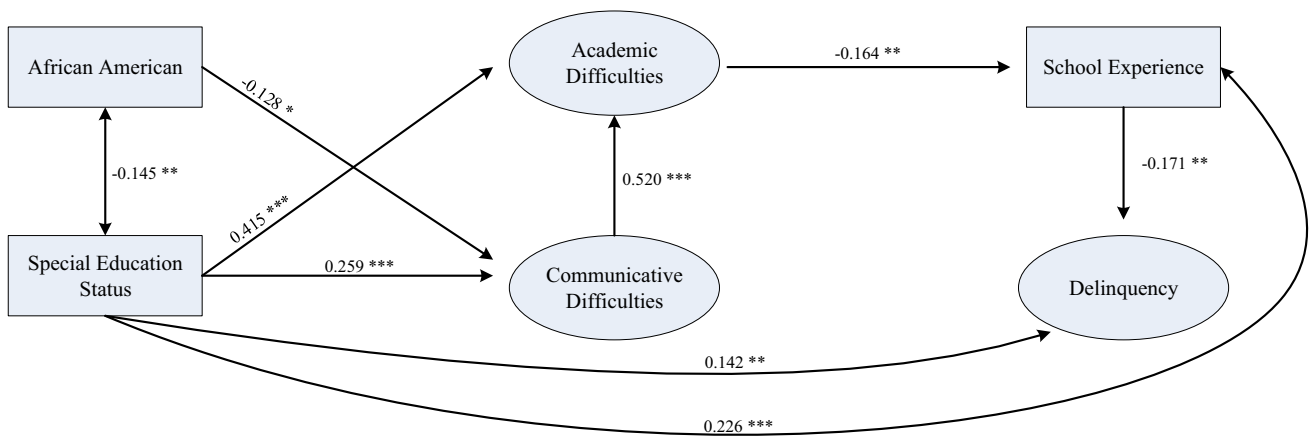 African American
Academic
Difficulties
-0.164 **
School Experience
-0.128 *
-0.145 **
0.415 ***
0.520 ***
-0.171 **
Special Education
Status
0.259 ***
Communicative
Difficulties
Delinquency
0.142 **
0.226 ***